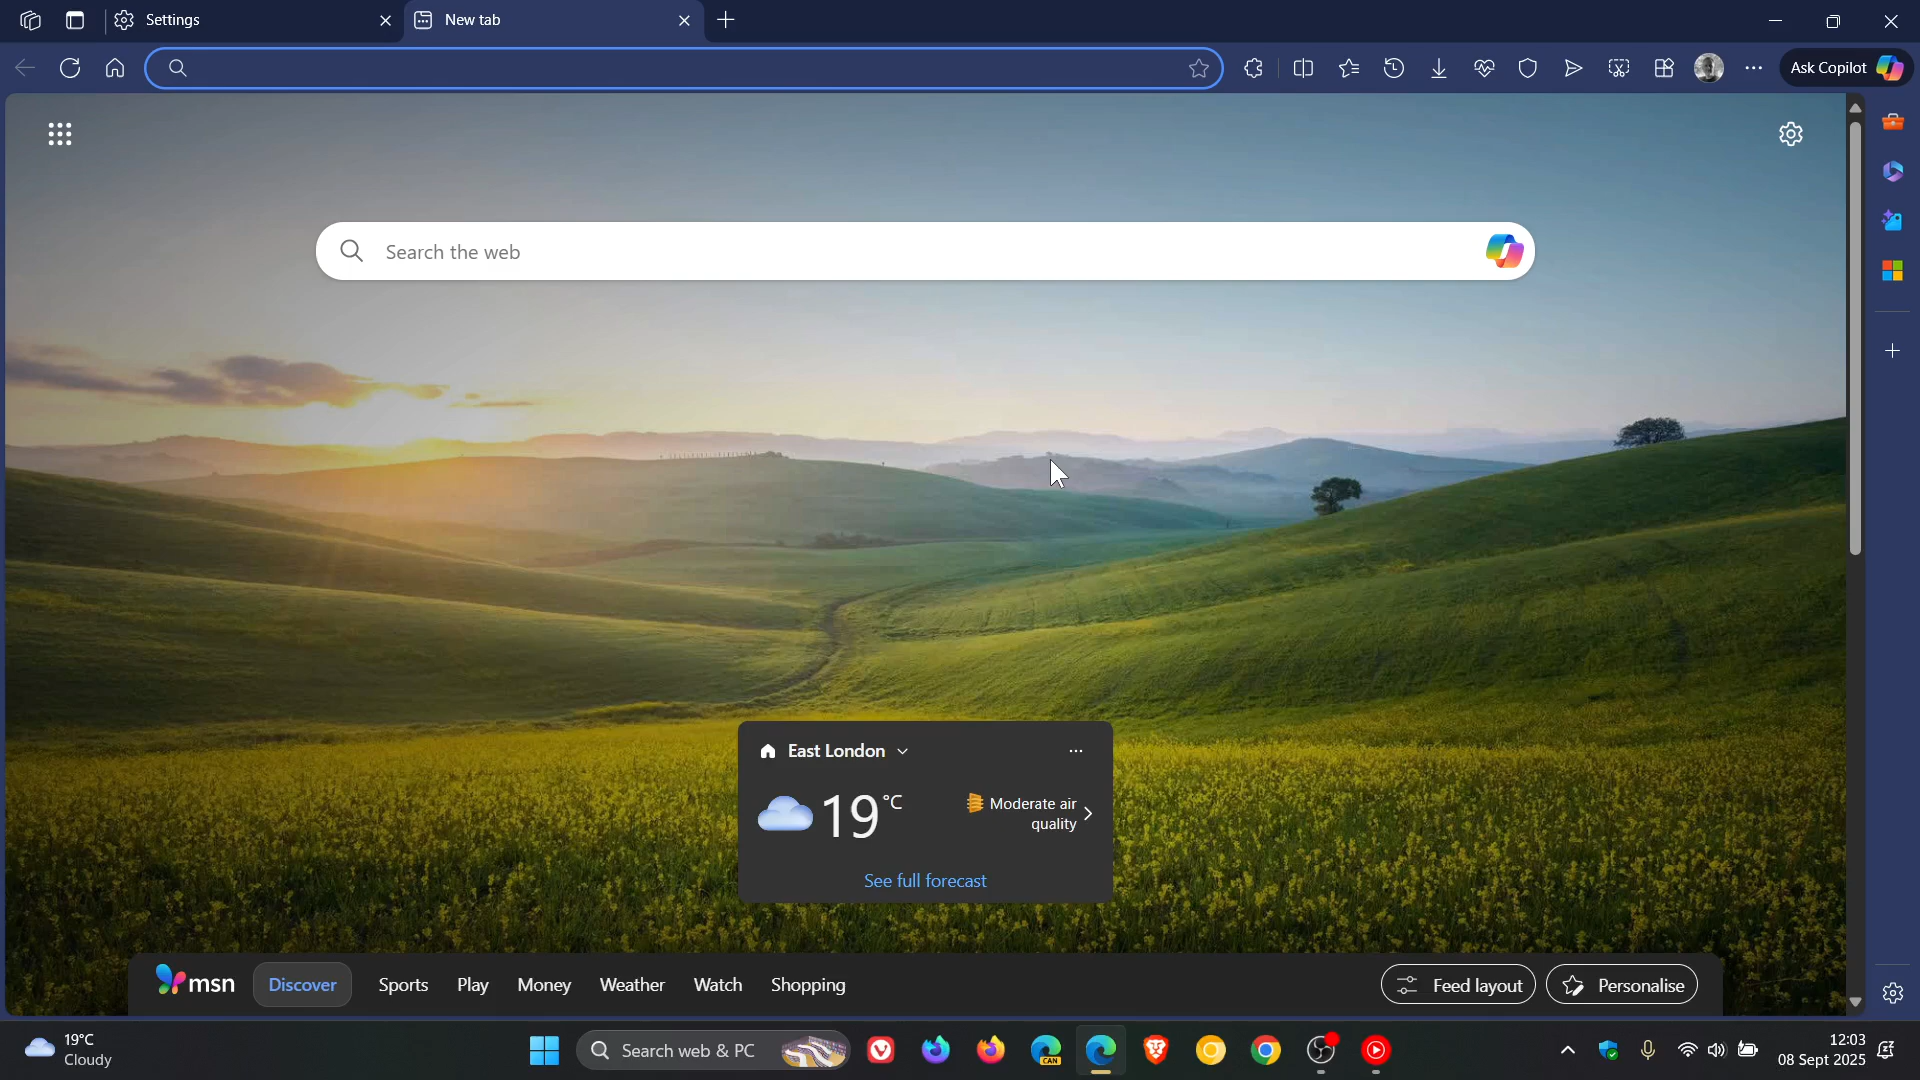 Settings
New tab
Ask Copilot
Search the web
East London
19 °C
Moderate air
quality
See full forecast
msn
Discover
Sports
Play
Money
Weather
Watch
Shopping
Feed layout
Personalise
19°C
Cloudy
Search web & PC
CAN
12:03
08 Sept 2025